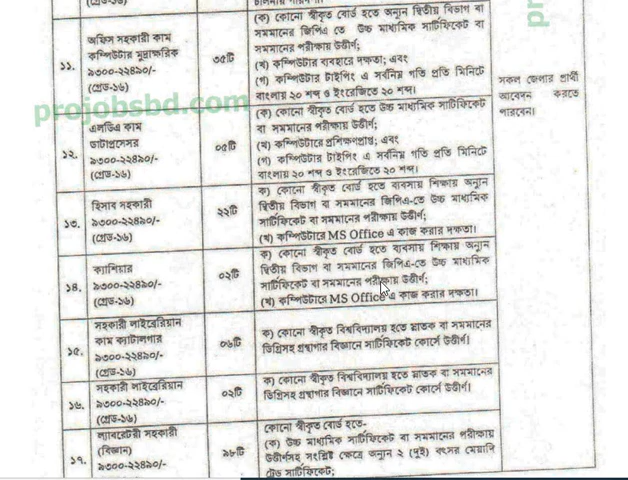 (গ্রেড-১৬)
১১.
অফিস সহকারী কাম
কম্পিউটার মুদ্রাক্ষরিক
৯৩০০-২২৪৯০/-
(গ্রেড-১৬)
৩৫টি
(ক) কোনো স্বীকৃত বোর্ড হতে অন্যূন দ্বিতীয় বিভাগ বা
সমমানের জিপিএ তে উচ্চ মাধ্যমিক সার্টিফিকেট বা
সমমানের পরীক্ষায় উত্তীর্ণ;
(খ) কম্পিউটার ব্যবহারে দক্ষতা; এবং
(গ) কম্পিউটার টাইপিং এ সর্বনিম্ন গতি প্রতি মিনিটে
বাংলায় ২০ শব্দ ও ইংরেজিতে ২০ শব্দ।
সকল জেলার প্রার্থী
আবেদন করতে
পারবেন।
projobsbd.com
pr
১২.
এলডিএ কাম
ডাটাপ্রসেসর
৯৩০০-২২৪৯০/-
(গ্রেড-১৬)
০৫টি
(ক) কোনো স্বীকৃত বোর্ড হতে উচ্চ মাধ্যমিক সার্টিফিকেট
বা সমমানের পরীক্ষায় উত্তীর্ণ;
(খ) কম্পিউটারে প্রশিক্ষণপ্রাপ্ত; এবং
(গ) কম্পিউটার টাইপিং এ সর্বনিম্ন গতি প্রতি মিনিটে
বাংলায় ২০ শব্দ ও ইংরেজিতে ২০ শব্দ।
১৩.
হিসাব সহকারী
৯৩০০-২২৪৯০/-
(গ্রেড-১৬)
২২টি
ক) কোনো স্বীকৃত বোর্ড হতে ব্যবসায় শিক্ষায় অন্যূন
দ্বিতীয় বিভাগ বা সমমানের জিপিএ-তে উচ্চ মাধ্যমিক
সার্টিফিকেট বা সমমানের পরীক্ষায় উত্তীর্ণ;
(খ) কম্পিউটারে MS Office এ কাজ করার দক্ষতা।
১৪.
ক্যাশিয়ার
৯৩০০-২২৪৯০/-
(গ্রেড-১৬)
০২টি
ক) কোনো স্বীকৃত বোর্ড হতে ব্যবসায় শিক্ষায় অন্যূন
দ্বিতীয় বিভাগ বা সমমানের জিপিএ-তে উচ্চ মাধ্যমিক
সার্টিফিকেট বা সমমানের পরীক্ষায় উত্তীর্ণ;
(খ) কম্পিউটারে MS Office এ কাজ করার দক্ষতা।
১৫.
সহকারী লাইব্রেরিয়ান
কাম ক্যাটালগার
৯৩০০-২২৪৯০/-
(গ্রেড-১৬)
০৬টি
ক) কোনো স্বীকৃত বিশ্ববিদ্যালয় হতে স্নাতক বা সমমানের
ডিগ্রিসহ গ্রন্থাগার বিজ্ঞানে সার্টিফিকেট কোর্সে উত্তীর্ণ।
১৬.
সহকারী লাইব্রেরিয়ান
৯৩০০-২২৪৯০/-
(গ্রেড-১৬)
০২টি
ক) কোনো স্বীকৃত বিশ্ববিদ্যালয় হতে স্নাতক বা সমমানের
ডিগ্রিসহ গ্রন্থাগার বিজ্ঞানে সার্টিফিকেট কোর্সে উত্তীর্ণ।
১৭.
ল্যাবরেটরী সহকারী
(বিজ্ঞান)
৯৩০০-২২৪৯০/-
(গ্রেড-১৬)
৯৮টি
কোনো স্বীকৃত বোর্ড হতে-
(ক) উচ্চ মাধ্যমিক সার্টিফিকেট বা সমমানের পরীক্ষায়
উত্তীর্ণসহ সংশ্লিষ্ট ক্ষেত্রে অন্যূন ২ (দুই) বৎসর মেয়াদি
ট্রেড সার্টিফিকেট;